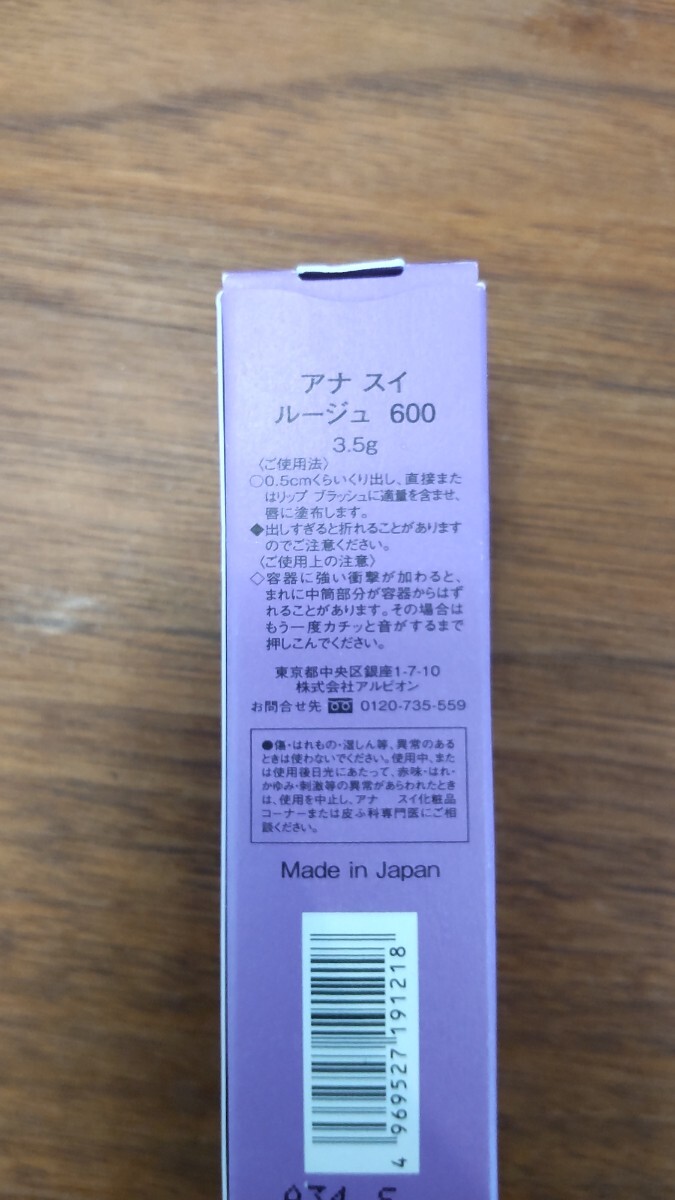 アナ スイ
ルージュ 600
3.5g
〈ご使用法〉
○0.5cmくらいくり出し、直接また
はリップ ブラッシュに適量を含ませ、
唇に塗布します。
◆出しすぎると折れることがあります
のでご注意ください。
〈ご使用上の注意〉
◇容器に強い衝撃が加わると、
まれに中筒部分が容器からはず
れることがあります。その場合は
もう一度カチッと音がするまで
押しこんでください。
東京都中央区銀座1-7-10
株式会社アルビオン
お問合せ先 0120-735-559
●傷・はれもの・湿しん等、異常のある
ときは使わないでください。使用中、また
は使用後日光にあたって、赤味・はれ・
かゆみ・刺激等の異常があらわれたとき
は、使用を中止し、アナ スイ化粧品
コーナーまたは皮ふ科専門医にご相
談ください。
Made in Japan
4 969527 191218